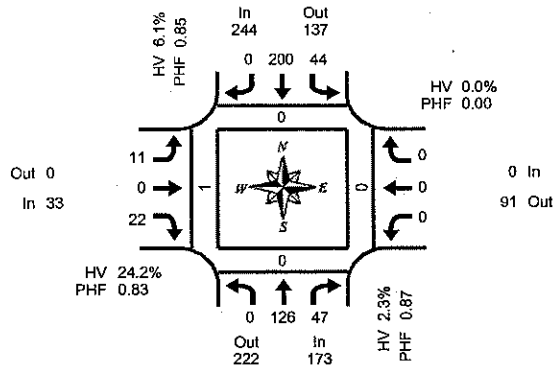 In Out
244 137
HV 6.1%
PHF 0.85
0 200 44
HV 0.0%
PHF 0.00
0
11
0
22
Out 0
In 33
1
N
W E
S
0
0
0
0
0 In
91 Out
0
HV 24.2%
PHF 0.83
0 126 47
HV 2.3%
PHF 0.87
Out In
222 173